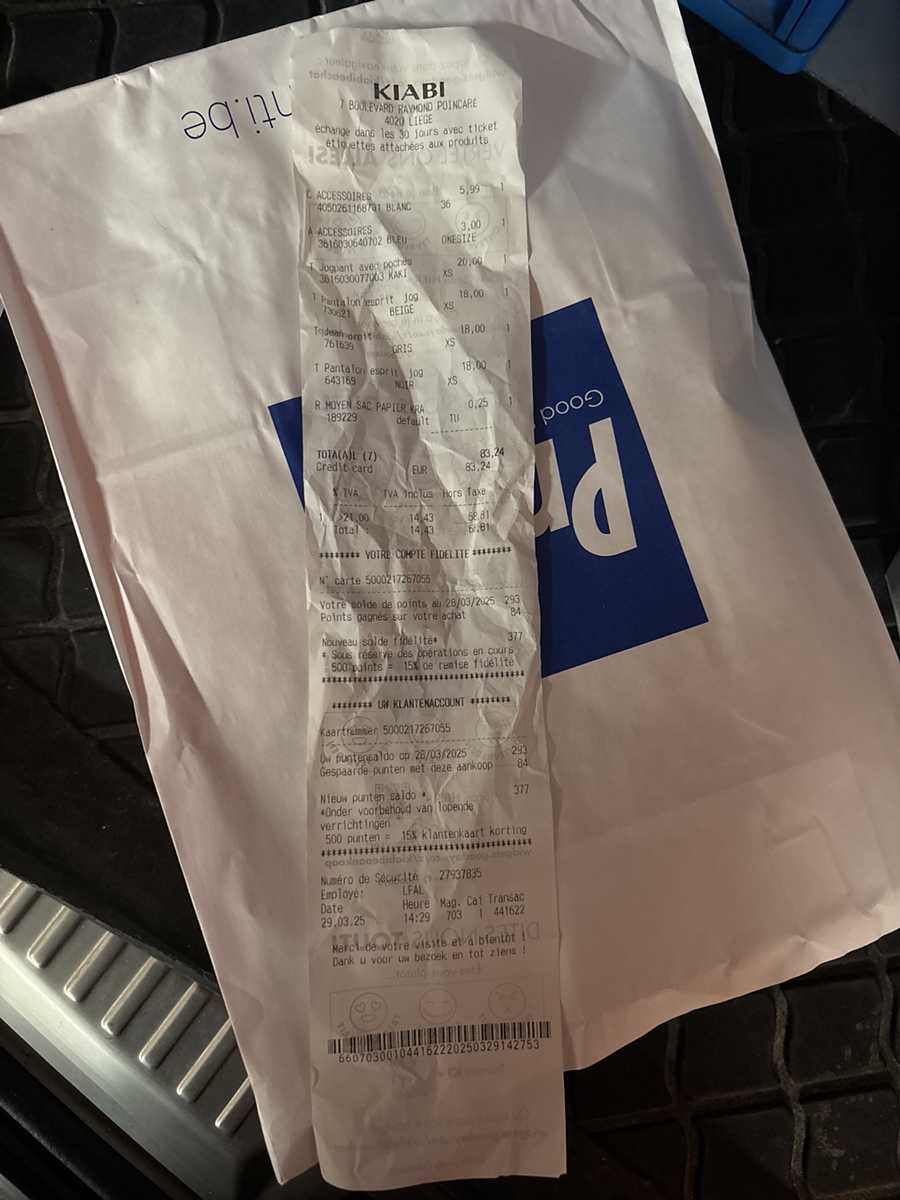 nti.be
KIABI
7 BOULEVARD RAYMOND POINCARE
4020 LIEGE
echange dans les 30 jours avec ticket
étiquettes attachées aux produits
ACCESSOIRES 5,99 1
BLANC 36
A ACCESSOIRES 3,00 1
3616030640702 BLEU ONESIZE
T Jogpant avec poches 20,00 1
3616030077003 KAKI XS
T Pantalon esprit jog 18,00 1
730621 BEIGE XS
T 18,00 1
761639 GRIS XS
T Pantalon esprit jog 18,00 1
643169 NOIR XS
R MOYEN SAC PAPIER KRA 0,25 1
189229 default TU
TOTA(A)L (7) 83,24
Credit card EUR 83,24
% TVA TVA inclus Hors Taxe
1 >21,00 14,43 68,81
Total : 14,43 68,81
******** VOTRE COMPTE FIDELITE ********
N° carte 5000217267055
Votre solde de points au 28/03/2025 293
Points gagnés sur votre achat 84
Nouveau solde fidélité* 377
* Sous réserve des opérations en cours
500 points = 15% de remise fidélité
******** UW KLANTENACCOUNT ********
Kaartnummer 5000217267055
Uw puntensaldo op 28/03/2025 293
Gespaarde punten met deze aankoop 84
Nieuw punten saldo * 377
*Onder voorbehoud van lopende
verrichtingen
500 punten = 15% klantenkaart korting
Numéro de Sécurité 27937835
Employé: LFAL
Date Heure Mag. Cai Transac
29.03.25 14:29 703 1 441622
Merci de votre visite et à bientôt !
Dank u voor uw bezoek en tot ziens !
660703001044162220250329142753
Good